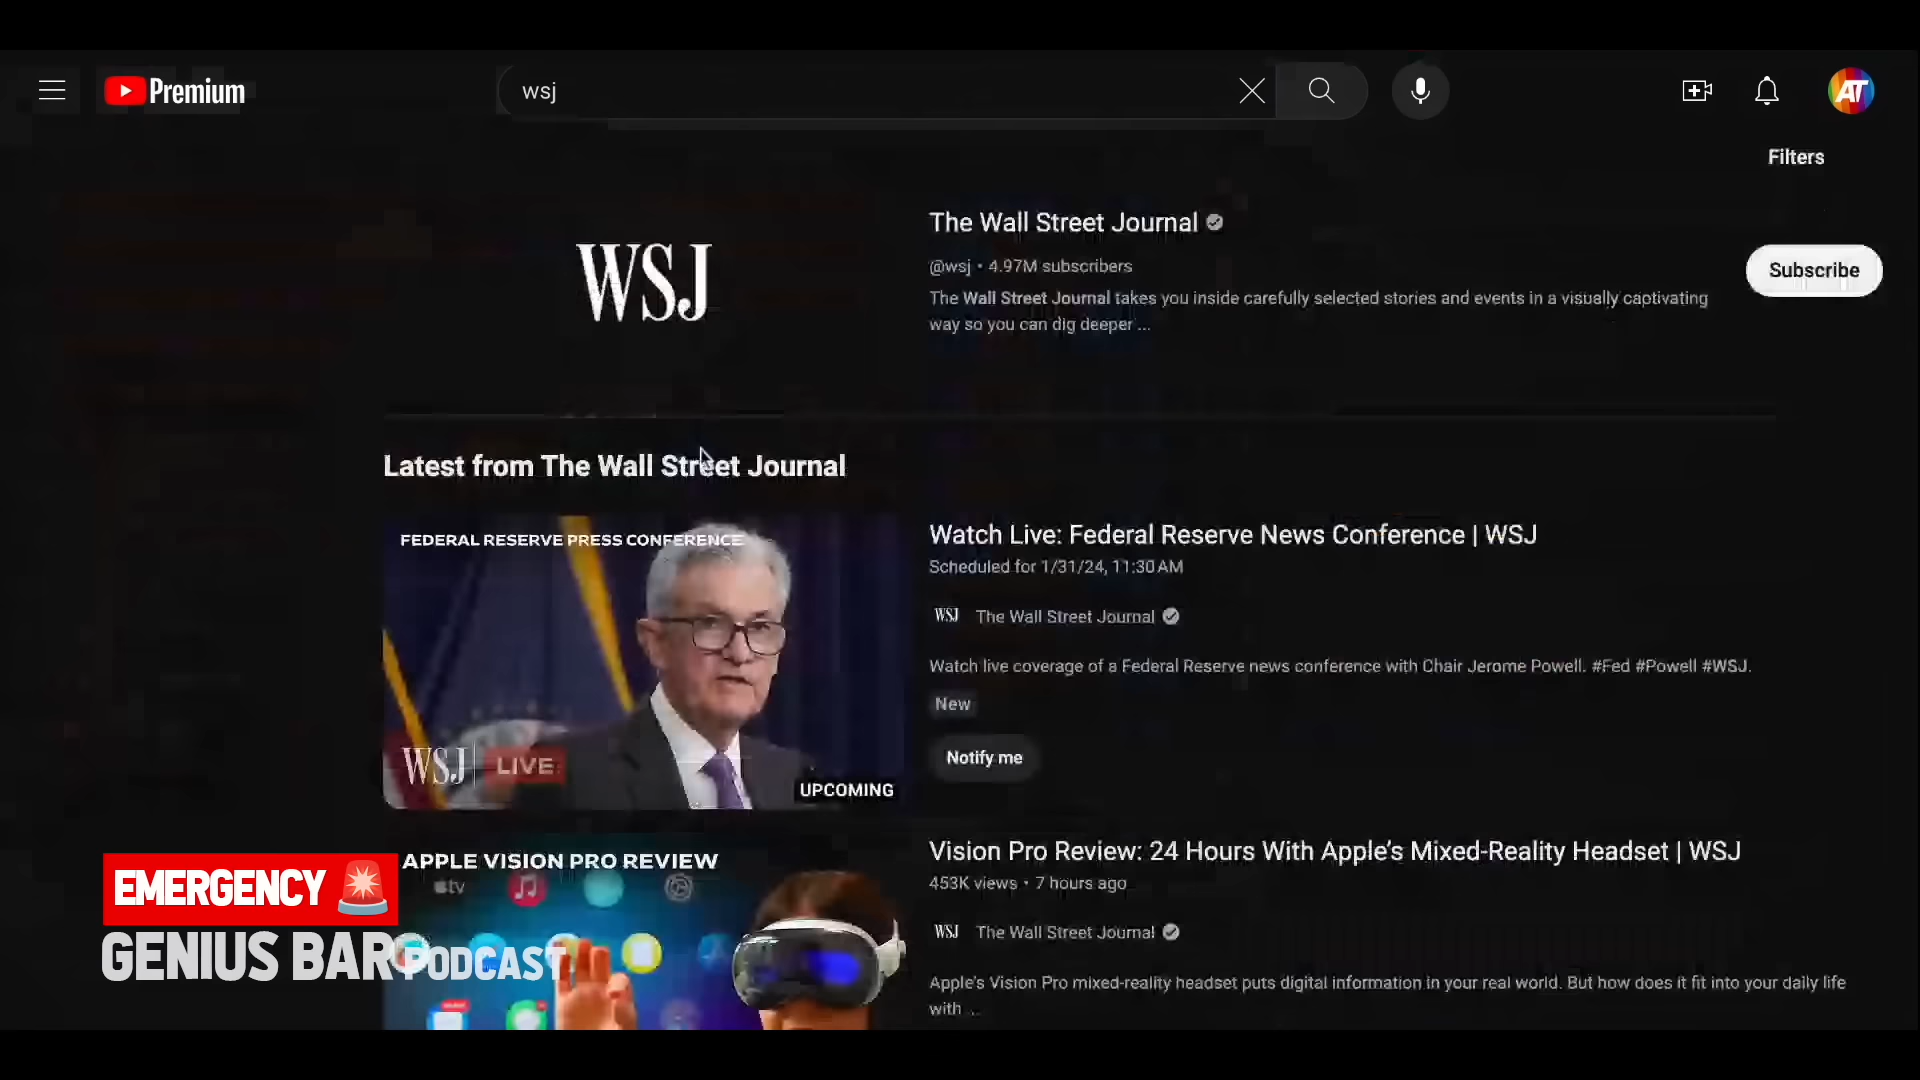 Premium
wsj
AT
Filters
WSJ
The Wall Street Journal
@wsj • 4.97M subscribers
Subscribe
The Wall Street Journal takes you inside carefully selected stories and events in a visually captivating
way so you can dig deeper ...
Latest from The Wall Street Journal
FEDERAL RESERVE PRESS CONFERENCE
WSJ LIVE
UPCOMING
Watch Live: Federal Reserve News Conference | WSJ
Scheduled for 1/31/24, 11:30 AM
WSJ The Wall Street Journal
Watch live coverage of a Federal Reserve news conference with Chair Jerome Powell. #Fed #Powell #WSJ.
New
Notify me
APPLE VISION PRO REVIEW
tv
Vision Pro Review: 24 Hours With Apple’s Mixed-Reality Headset | WSJ
453K views • 7 hours ago
WSJ The Wall Street Journal
Apple's Vision Pro mixed-reality headset puts digital information in your real world. But how does it fit into your daily life
with ...
EMERGENCY
GENIUS BAR PODCAST